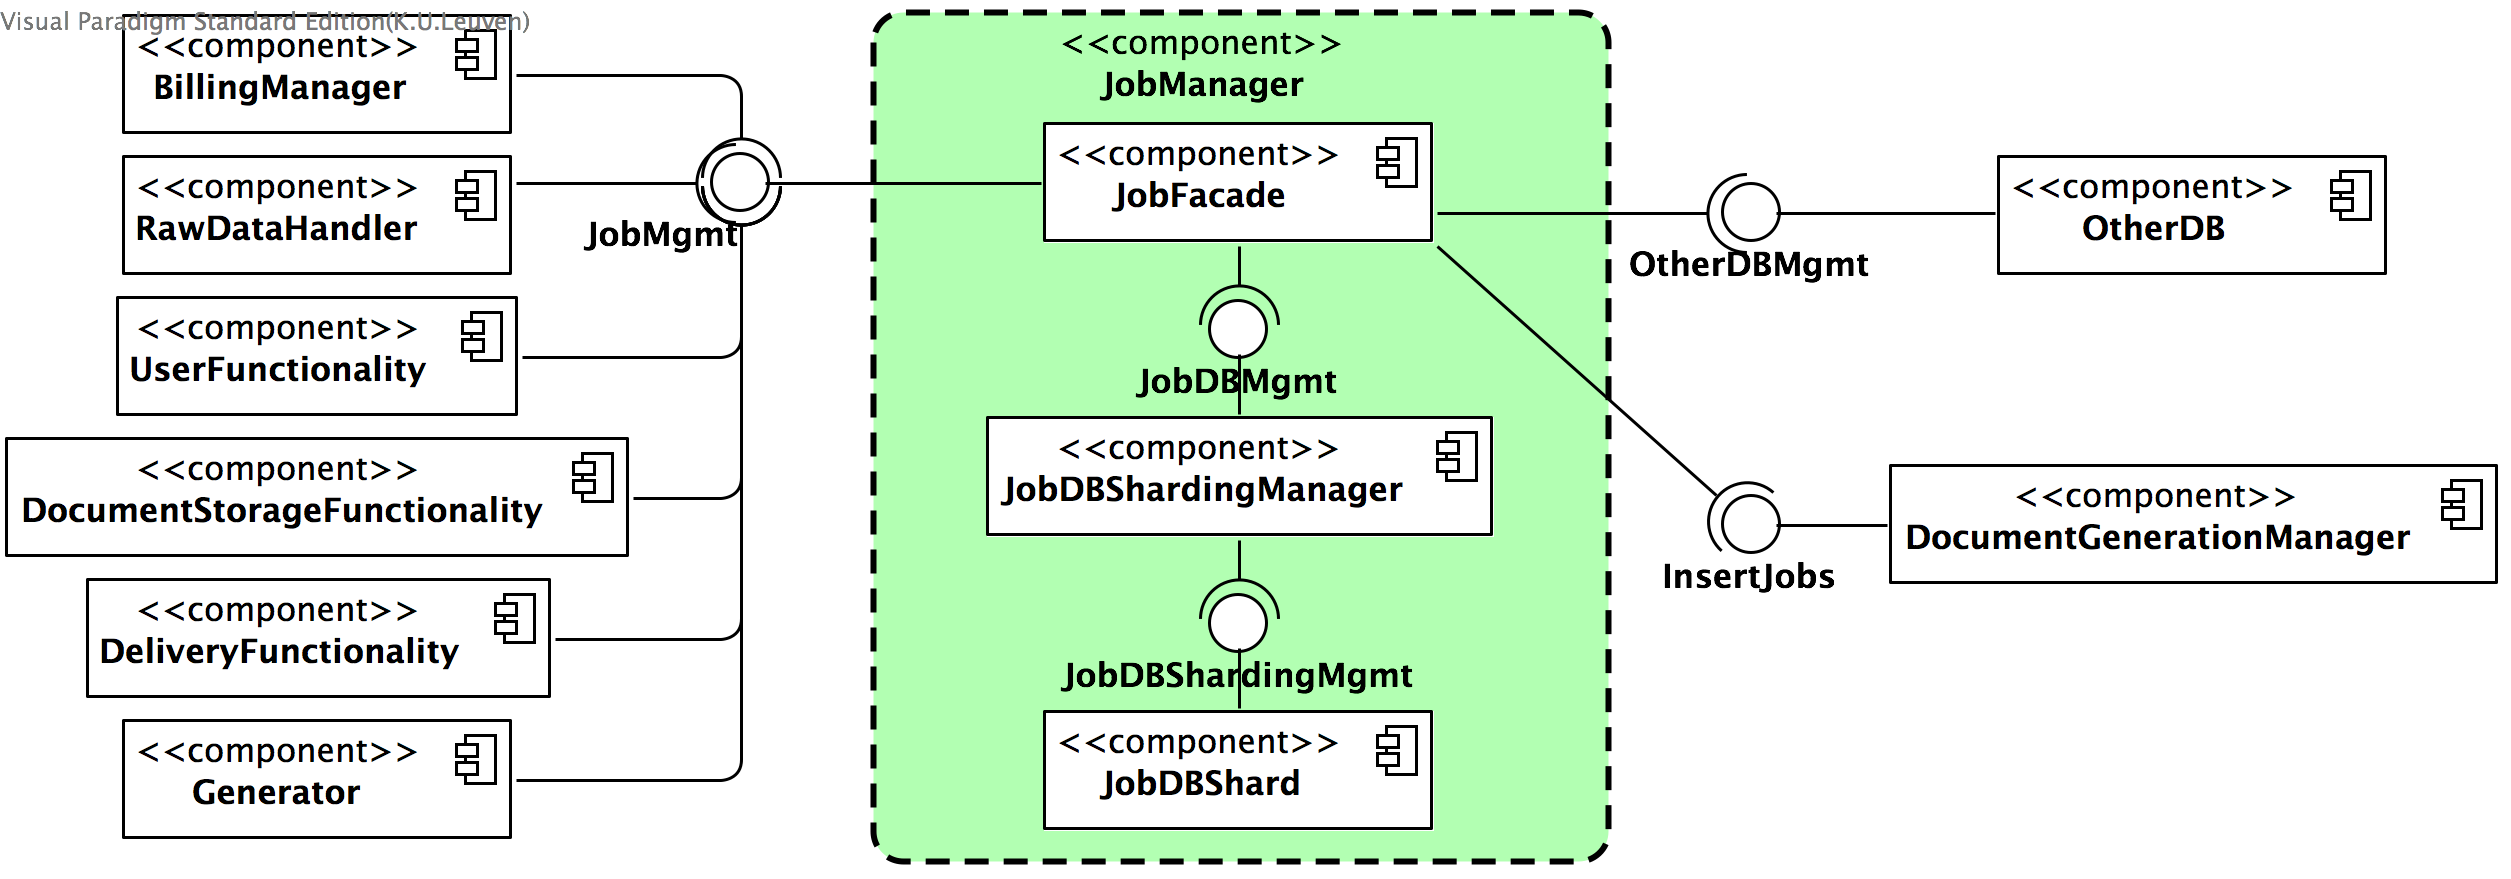 Visual Paradigm Standard Edition(K.U.Leuven)
<<component>>
BillingManager
<<component>>
RawDataHandler
<<component>>
UserFunctionality
<<component>>
DocumentStorageFunctionality
<<component>>
DeliveryFunctionality
<<component>>
Generator
JobMgmt
<<component>>
JobManager
<<component>>
JobFacade
JobDBMgmt
<<component>>
JobDBShardingManager
JobDBShardingMgmt
<<component>>
JobDBShard
OtherDBMgmt
<<component>>
OtherDB
InsertJobs
<<component>>
DocumentGenerationManager